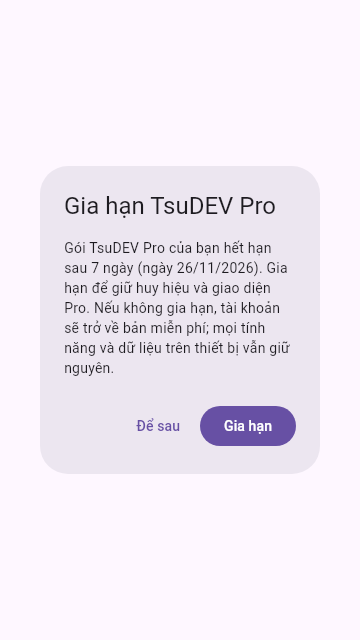 Gia hạn TsuDEV Pro
Gói TsuDEV Pro của bạn hết hạn
sau 7 ngày (ngày 26/11/2026). Gia
hạn để giữ huy hiệu và giao diện
Pro. Nếu không gia hạn, tài khoản
sẽ trở về bản miễn phí; mọi tính
năng và dữ liệu trên thiết bị vẫn giữ
nguyên.
Để sau
Gia hạn